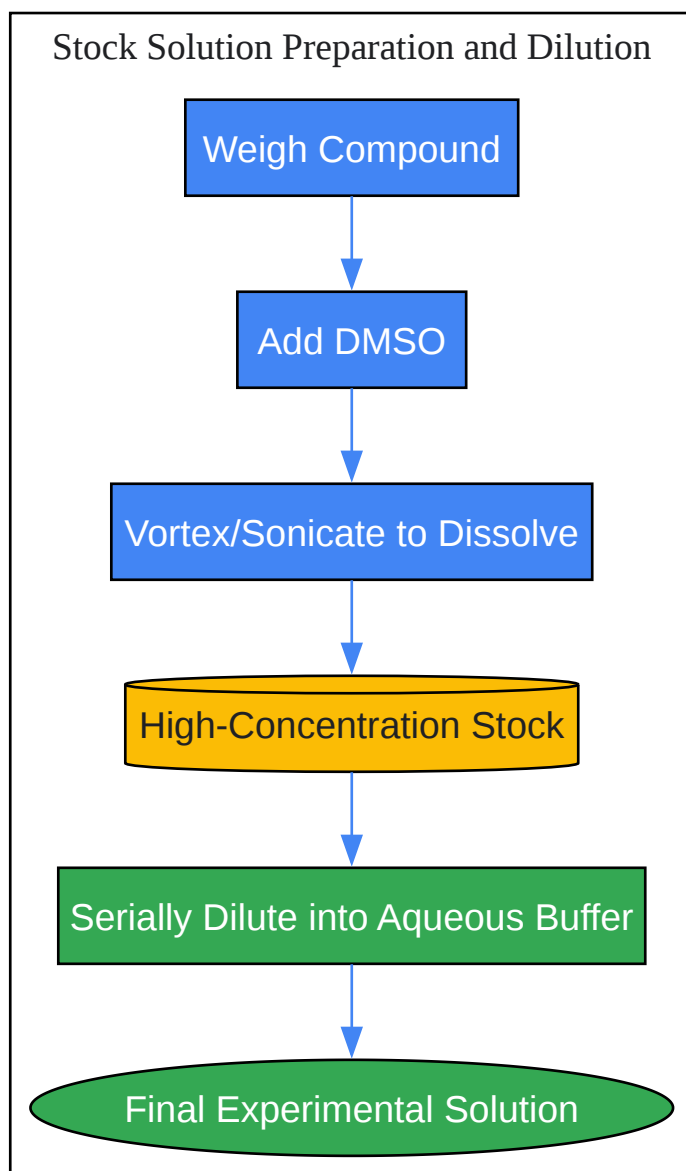 Stock Solution Preparation and Dilution
Weigh Compound
Add DMSO
Vortex/Sonicate to Dissolve
High-Concentration Stock
Serially Dilute into Aqueous Buffer
Final Experimental Solution